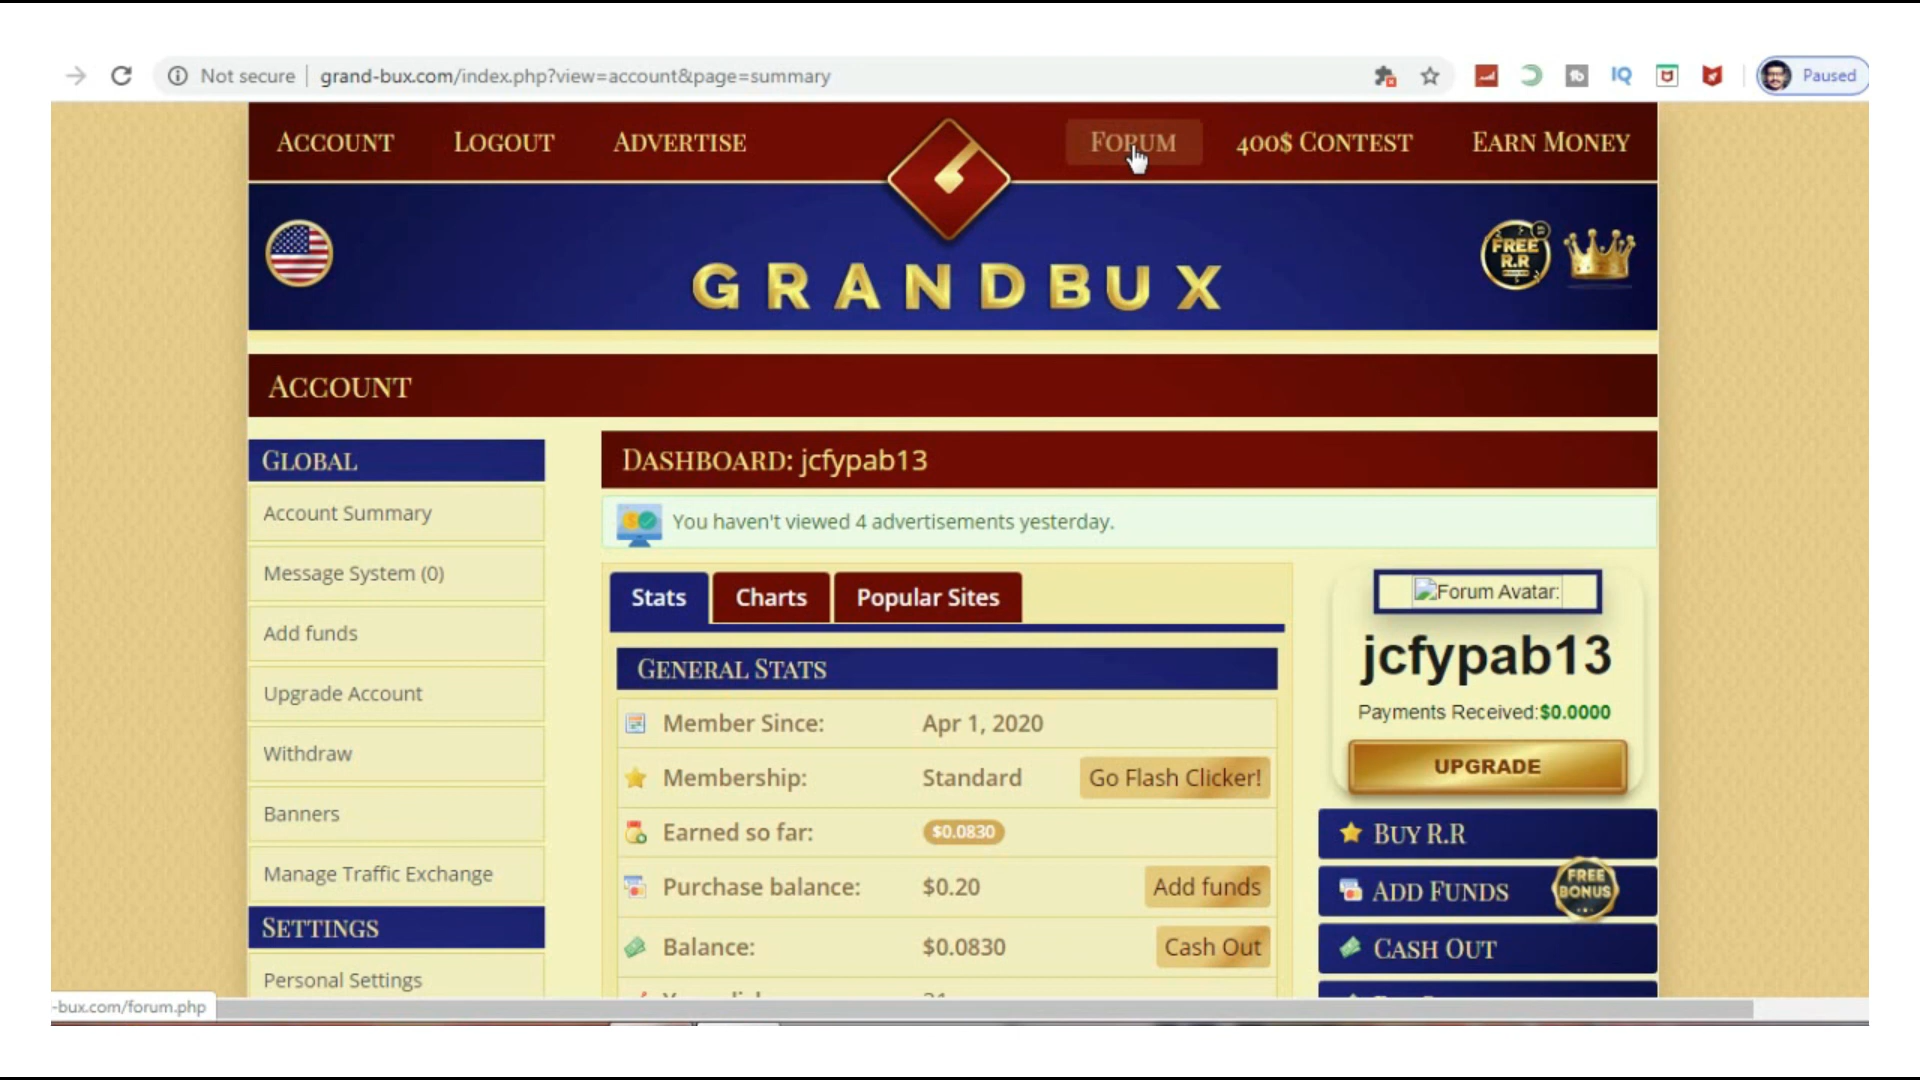 Not secure | grand-bux.com/index.php?view=account&page=summary
IQ
Paused
ACCOUNT LOGOUT ADVERTISE FORUM 400$ CONTEST EARN MONEY
FREE
R.R
GRANDBUX
ACCOUNT
GLOBAL
Account Summary
Message System (0)
Add funds
Upgrade Account
Withdraw
Banners
Manage Traffic Exchange
SETTINGS
Personal Settings
DASHBOARD: jcfypab13
You haven't viewed 4 advertisements yesterday.
Stats Charts Popular Sites
GENERAL STATS
Member Since: Apr 1, 2020
Membership: Standard Go Flash Clicker!
Earned so far: $0.0830
Purchase balance: $0.20 Add funds
Balance: $0.0830 Cash Out
Forum Avatar:
jcfypab13
Payments Received:$0.0000
UPGRADE
BUY R.R
ADD FUNDS
FREE
BONUS
CASH OUT
-bux.com/forum.php